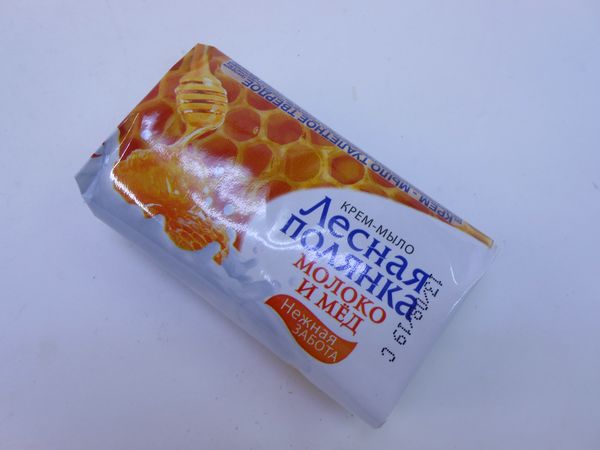 КРЕМ - МЫЛО ТУАЛЕТНОЕ ТВЕРДОЕ
КРЕМ-МЫЛО
Лесная
ПОЛЯНКА
МОЛОКО
И МЁД
Нежная
ЗАБОТА